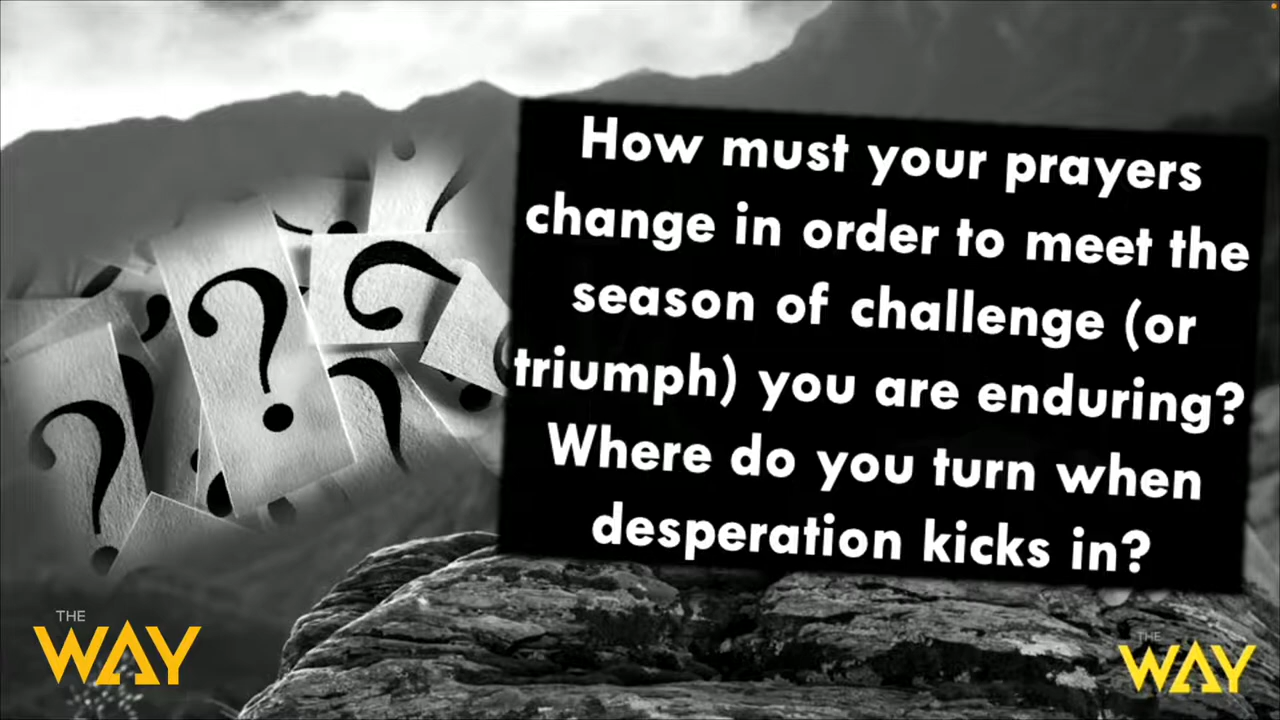 How must your prayers
change in order to meet the
season of challenge (or
triumph) you are enduring?
Where do you turn when
desperation kicks in?
THE
WAY
THE
WAY